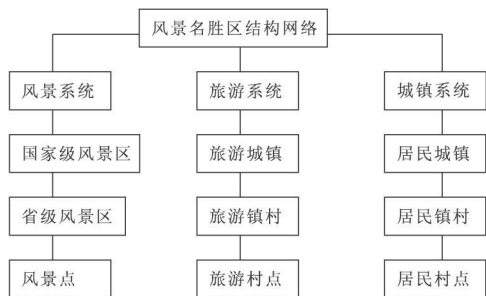 风景名胜区结构网络
风景系统
旅游系统
城镇系统
国家级风景区
旅游城镇
居民城镇
省级风景区
旅游镇村
居民镇村
风景点
旅游村点
居民村点